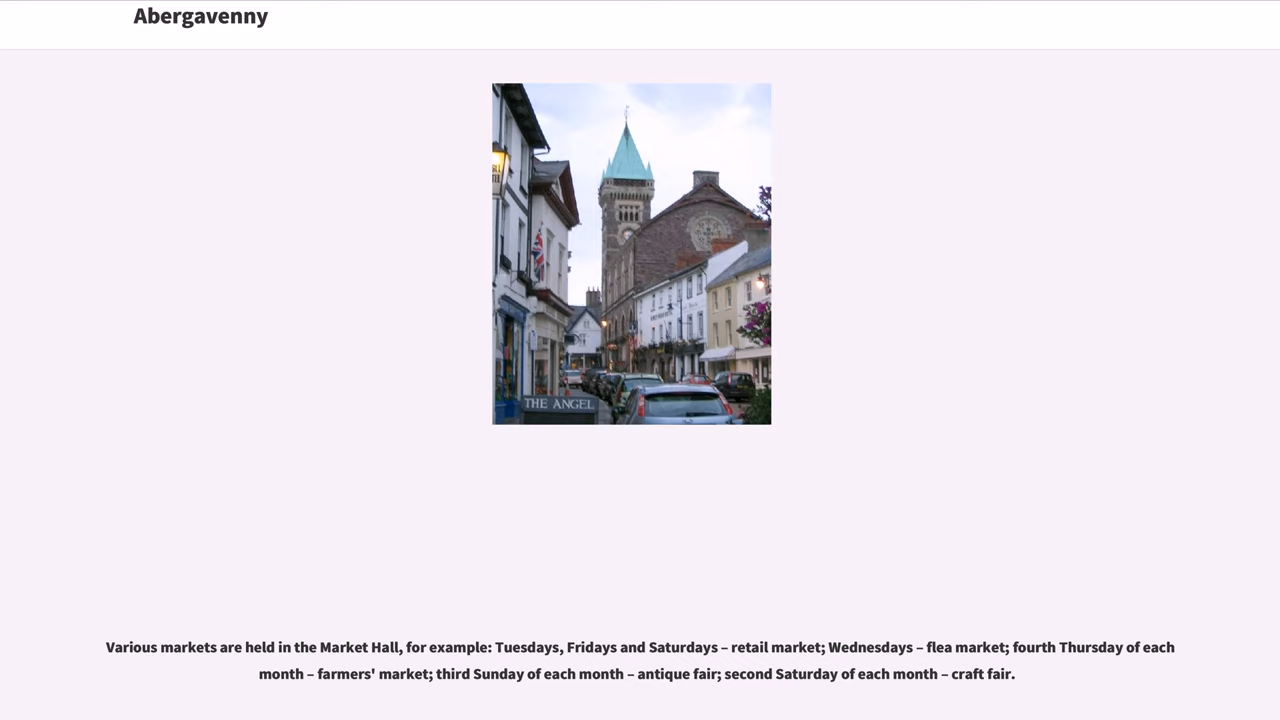 Abergavenny
THE ANGEL
Various markets are held in the Market Hall, for example: Tuesdays, Fridays and Saturdays – retail market; Wednesdays – flea market; fourth Thursday of each
month – farmers' market; third Sunday of each month – antique fair; second Saturday of each month – craft fair.